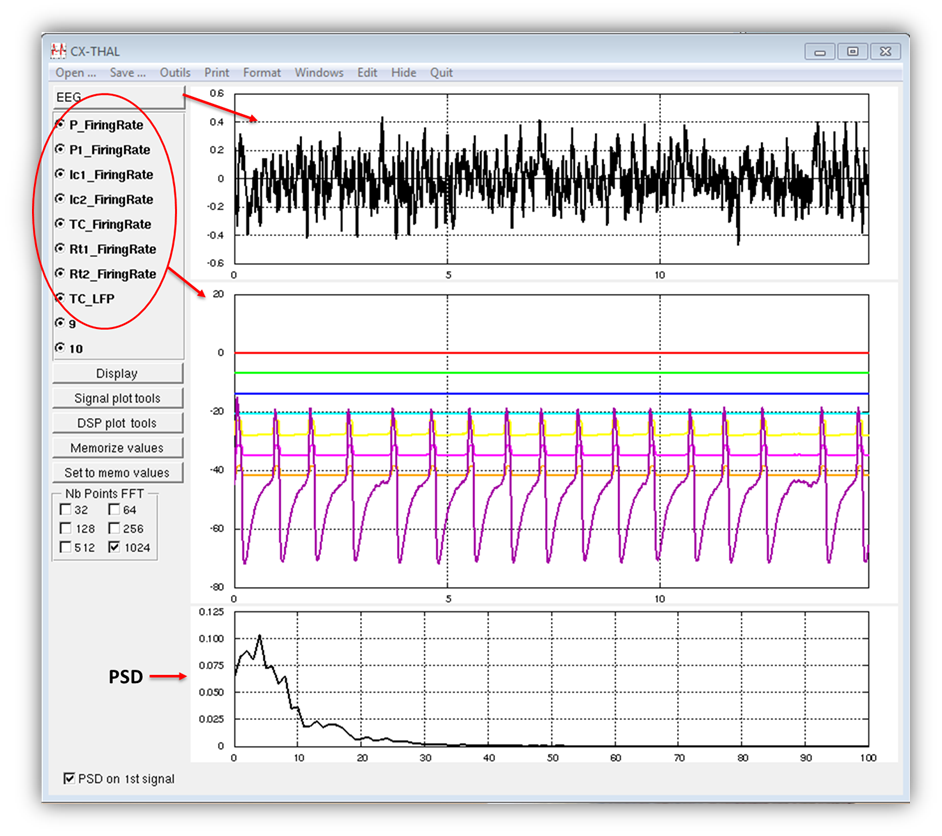 CX-THAL
Open ... Save ... Outils Print Format Windows Edit Hide Quit
EEG
P_FiringRate
P1_FiringRate
Ic1_FiringRate
Ic2_FiringRate
TC_FiringRate
Rt1_FiringRate
Rt2_FiringRate
TC_LFP
9
10
Display
Signal plot tools
DSP plot tools
Memorize values
Set to memo values
Nb Points FFT
32 64
128 256
512 1024
0.6
0.4
0.2
0
-0.2
-0.4
-0.6
0 5 10
20
0
-20
-40
-60
-80
0 5 10
PSD
0.125
0.100
0.075
0.050
0.025
0
0 10 20 30 40 50 60 70 80 90 100
PSD on 1st signal